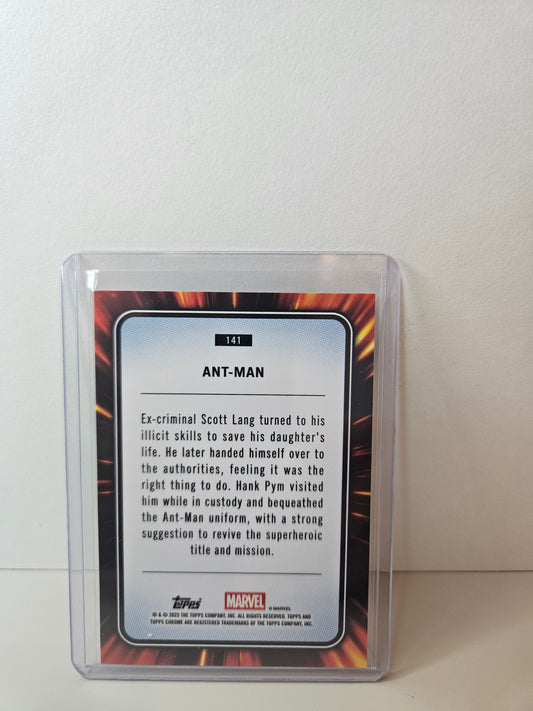 141
ANT-MAN
Ex-criminal Scott Lang turned to his
illicit skills to save his daughter's
life. He later handed himself over to
the authorities, feeling it was the
right thing to do. Hank Pym visited
him while in custody and bequeathed
the Ant-Man uniform, with a strong
suggestion to revive the superheroic
title and mission.
Topps MARVEL © MARVEL
® & © 2025 THE TOPPS COMPANY, INC. ALL RIGHTS RESERVED. TOPPS AND
TOPPS CHROME ARE REGISTERED TRADEMARKS OF THE TOPPS COMPANY, INC.